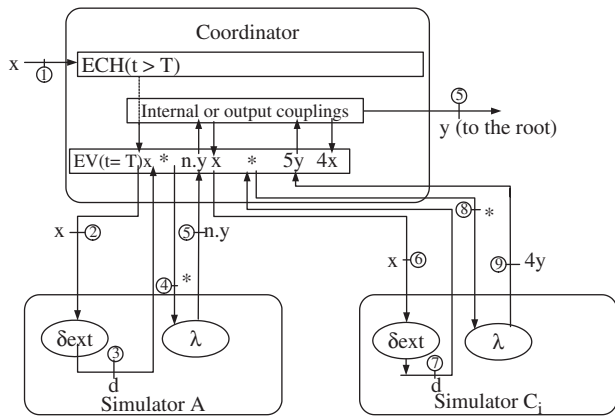 Coordinator
x ① ECH(t > T)
⑤
Internal or output couplings
y (to the root)
EV(t= T)x * n.y x * 5y 4x
x ② ⑤ n.y ⑧ *
④ * x ⑥ ⑨ 4y
δext ③ λ
d
Simulator A
δext ⑦ λ
d
Simulator Cᵢ